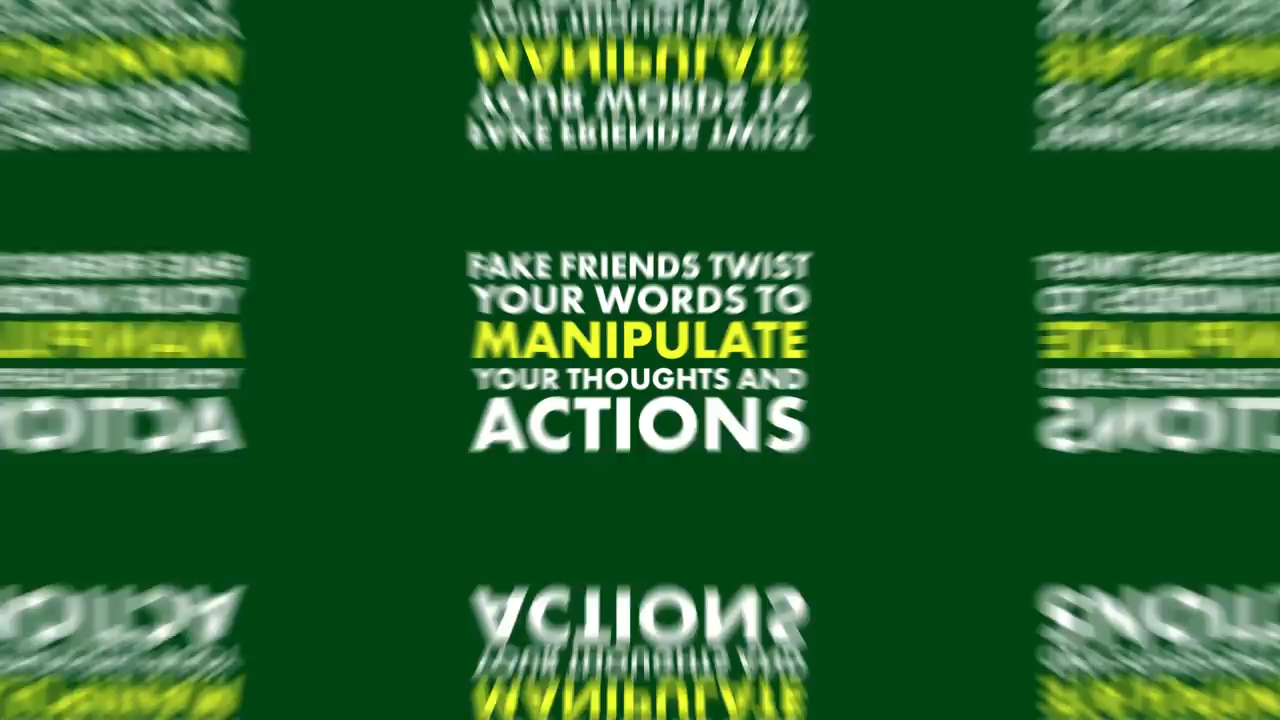 FAKE FRIENDS TWIST
YOUR WORDS TO
MANIPULATE
YOUR THOUGHTS AND
ACTIONS